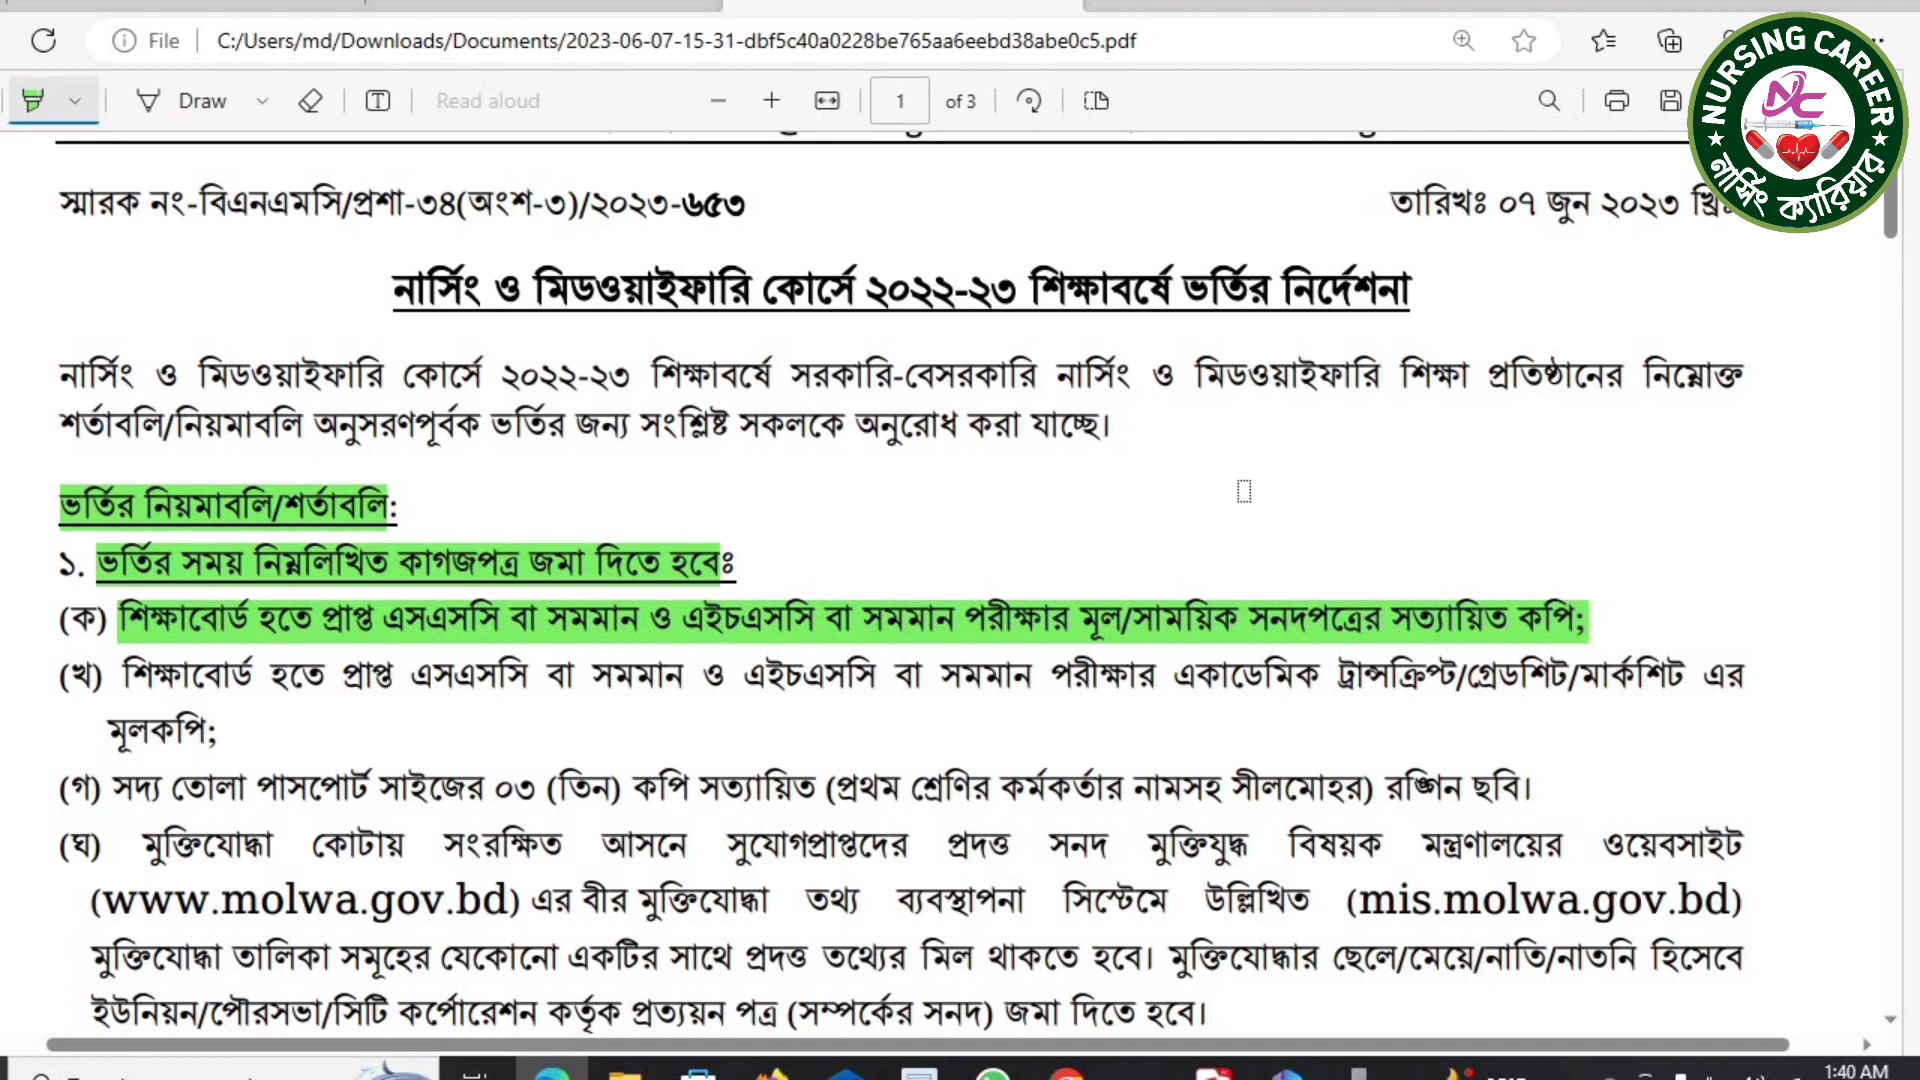 File
C:/Users/md/Downloads/Documents/2023-06-07-15-31-dbf5c40a0228be765aa6eebd38abe0c5.pdf
Draw
Read aloud
1 of 3
NURSING CAREER
NC
নার্সিং ক্যারিয়ার
স্মারক নং-বিএনএমসি/প্রশা-৩৪(অংশ-৩)/২০২৩-৬৫৩
তারিখঃ ০৭ জুন ২০২৩
নার্সিং ও মিডওয়াইফারি কোর্সে ২০২২-২৩ শিক্ষাবর্ষে ভর্তির নির্দেশনা
নার্সিং ও মিডওয়াইফারি কোর্সে ২০২২-২৩ শিক্ষাবর্ষে সরকারি-বেসরকারি নার্সিং ও মিডওয়াইফারি শিক্ষা প্রতিষ্ঠানের নিম্নোক্ত
শর্তাবলি/নিয়মাবলি অনুসরণপূর্বক ভর্তির জন্য সংশ্লিষ্ট সকলকে অনুরোধ করা যাচ্ছে।
ভর্তির নিয়মাবলি/শর্তাবলি:
১. ভর্তির সময় নিম্নলিখিত কাগজপত্র জমা দিতে হবেঃ
(ক) শিক্ষাবোর্ড হতে প্রাপ্ত এসএসসি বা সমমান ও এইচএসসি বা সমমান পরীক্ষার মূল/সাময়িক সনদপত্রের সত্যায়িত কপি;
(খ) শিক্ষাবোর্ড হতে প্রাপ্ত এসএসসি বা সমমান ও এইচএসসি বা সমমান পরীক্ষার একাডেমিক ট্রান্সক্রিপ্ট/গ্রেডশিট/মার্কশিট এর
মূলকপি;
(গ) সদ্য তোলা পাসপোর্ট সাইজের ০৩ (তিন) কপি সত্যায়িত (প্রথম শ্রেণির কর্মকর্তার নামসহ সীলমোহর) রঙ্গিন ছবি।
(ঘ) মুক্তিযোদ্ধা কোটায় সংরক্ষিত আসনে সুযোগপ্রাপ্তদের প্রদত্ত সনদ মুক্তিযুদ্ধ বিষয়ক মন্ত্রণালয়ের ওয়েবসাইট
(www.molwa.gov.bd) এর বীর মুক্তিযোদ্ধা তথ্য ব্যবস্থাপনা সিস্টেমে উল্লিখিত (mis.molwa.gov.bd)
মুক্তিযোদ্ধা তালিকা সমূহের যেকোনো একটির সাথে প্রদত্ত তথ্যের মিল থাকতে হবে। মুক্তিযোদ্ধার ছেলে/মেয়ে/নাতি/নাতনি হিসেবে
ইউনিয়ন/পৌরসভা/সিটি কর্পোরেশন কর্তৃক প্রত্যয়ন পত্র (সম্পর্কের সনদ) জমা দিতে হবে।
1:40 AM